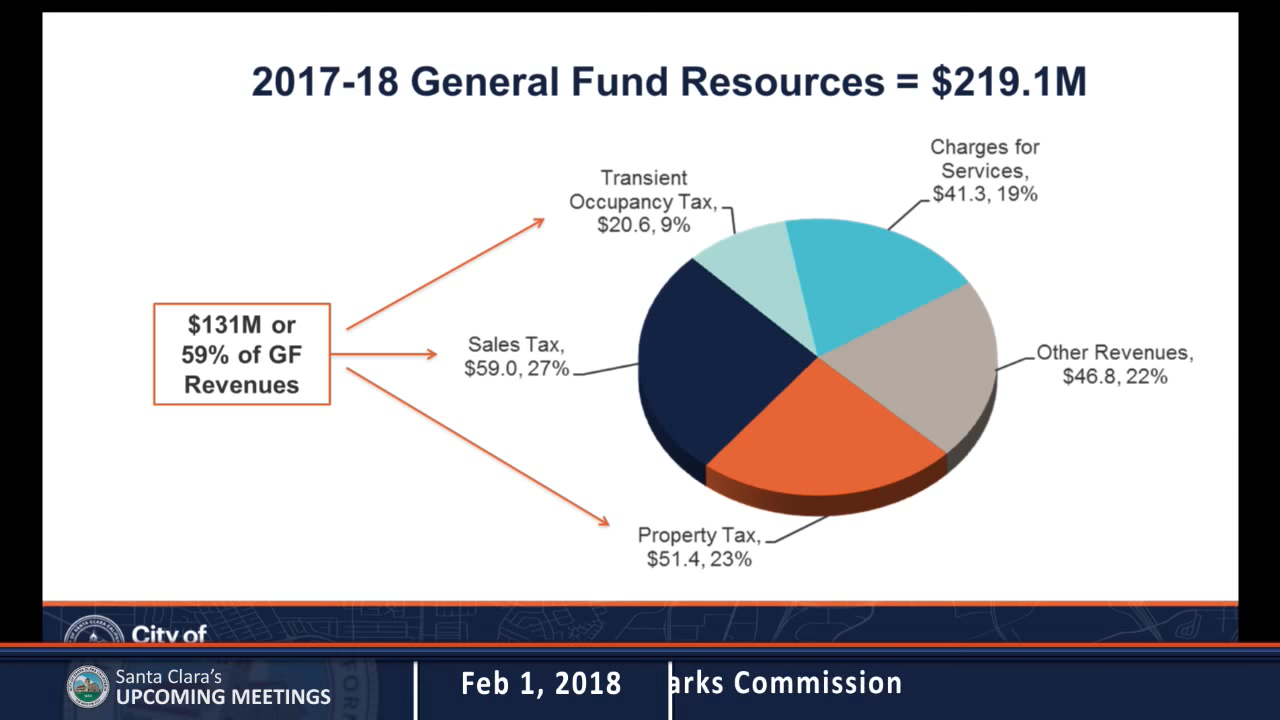 2017-18 General Fund Resources = $219.1M
Charges for
Services,
$41.3, 19%
Transient
Occupancy Tax,
$20.6, 9%
$131M or
59% of GF
Revenues
Sales Tax,
$59.0, 27%
Other Revenues,
$46.8, 22%
Property Tax,
$51.4, 23%
City of
Santa Clara's
UPCOMING MEETINGS
Feb 1, 2018
arks Commission